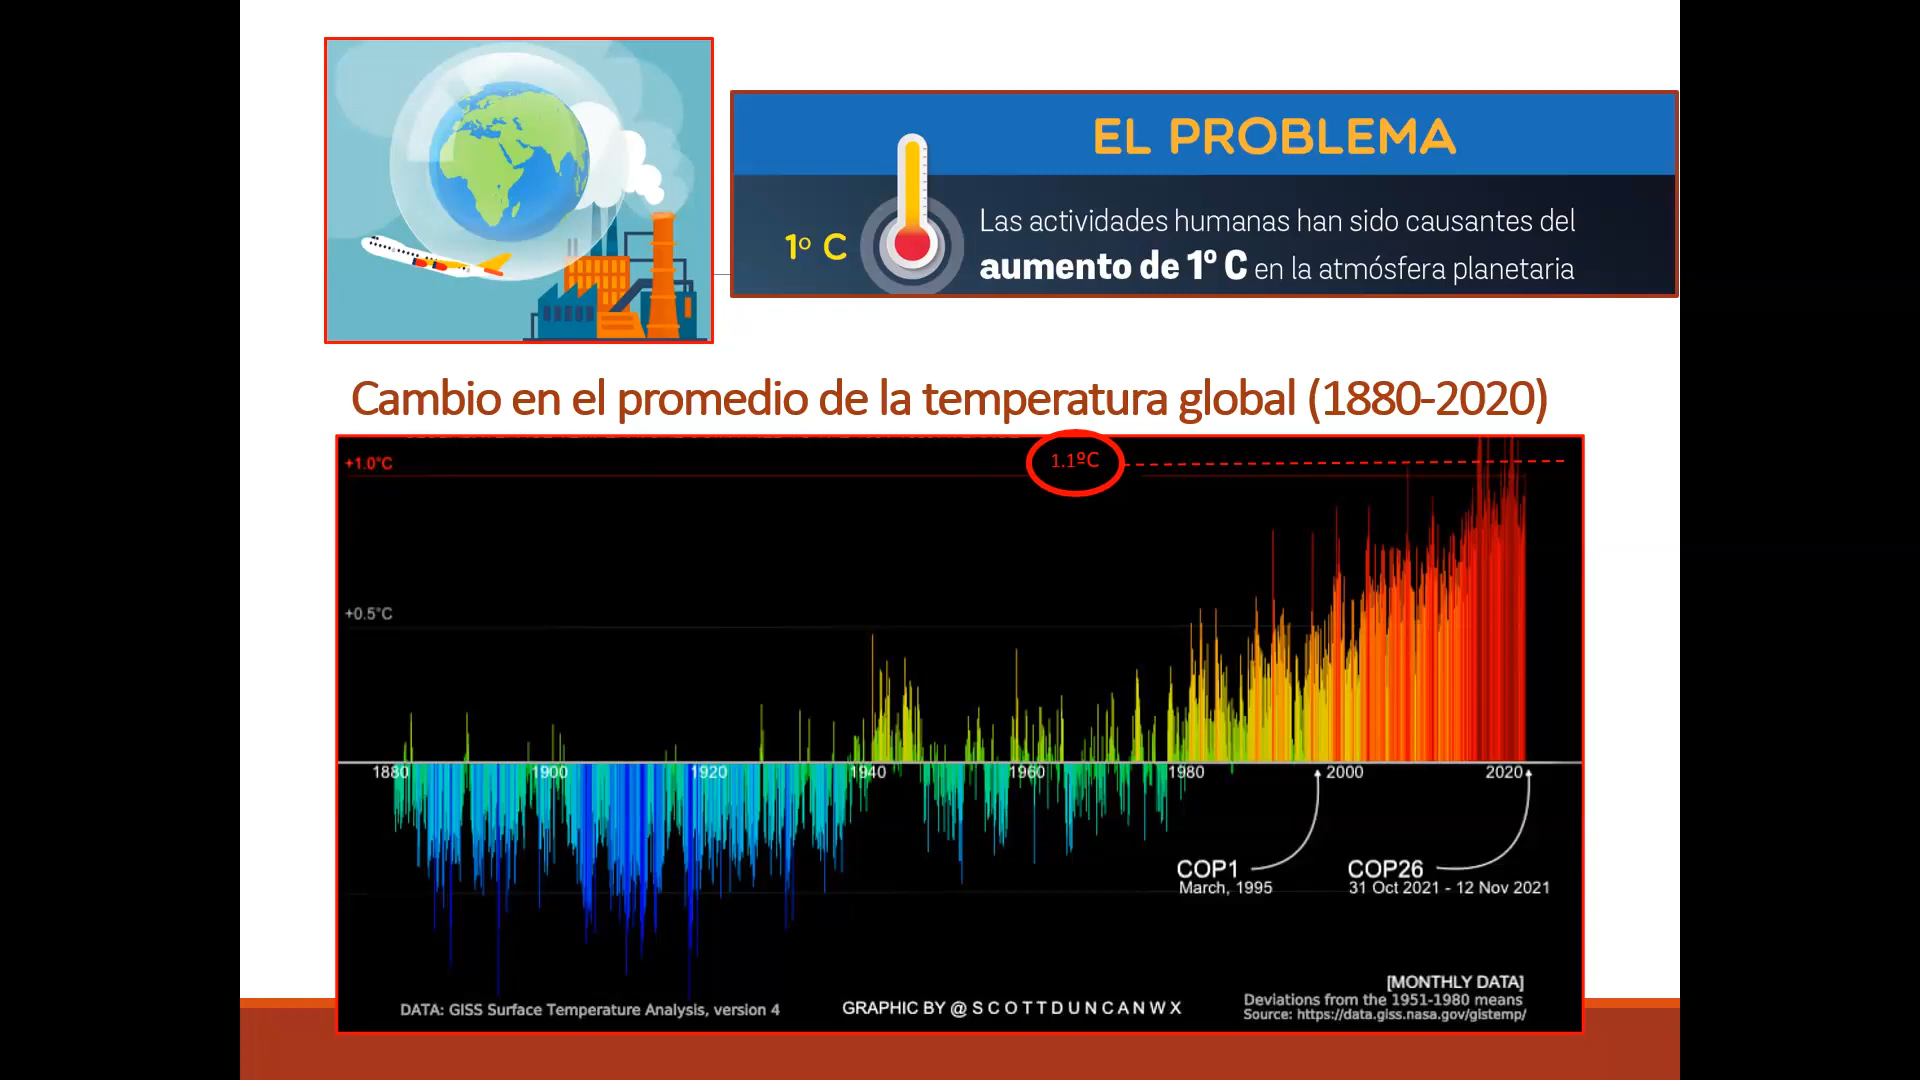 EL PROBLEMA
1º C
Las actividades humanas han sido causantes del
aumento de 1º C en la atmósfera planetaria
Cambio en el promedio de la temperatura global (1880-2020)
+1.0°C
1.1ºC
+0.5°C
1880 1900 1920 1940 1960 1980 2000 2020
COP1
March, 1995
COP26
31 Oct 2021 - 12 Nov 2021
[MONTHLY DATA]
Deviations from the 1951-1980 means
Source: https://data.giss.nasa.gov/gistemp/
DATA: GISS Surface Temperature Analysis, version 4
GRAPHIC BY @SCOTTDUNCANWX